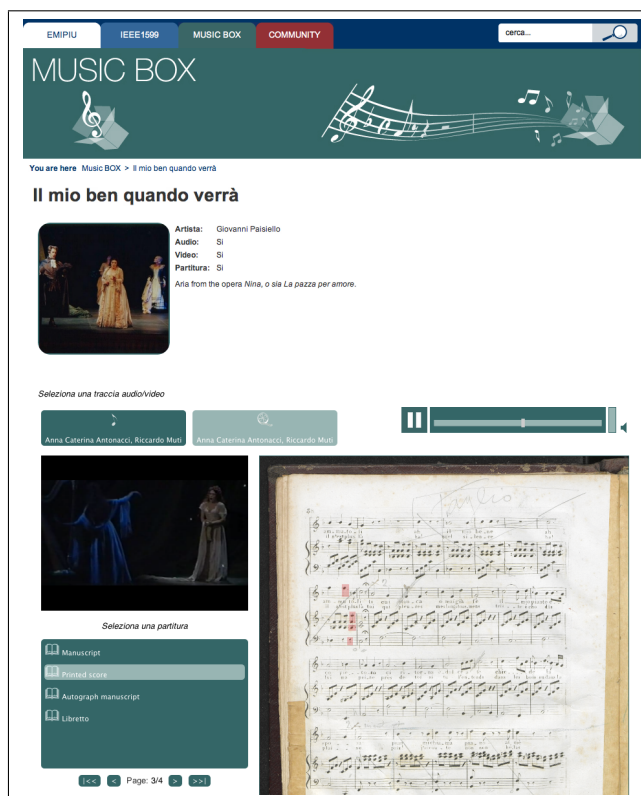 EMIPIU IEEE1599 MUSIC BOX COMMUNITY cerca...
MUSIC BOX
You are here Music BOX > Il mio ben quando verrà
Il mio ben quando verrà
Artista: Giovanni Paisiello
Audio: Si
Video: Si
Partitura: Si
Aria from the opera Nina, o sia La pazza per amore.
Seleziona una traccia audio/video
Anna Caterina Antonacci, Riccardo Muti Anna Caterina Antonacci, Riccardo Muti
Seleziona una partitura
Manuscript
Printed score
Autograph manuscript
Libretto
|<< < Page: 3/4 > >>|